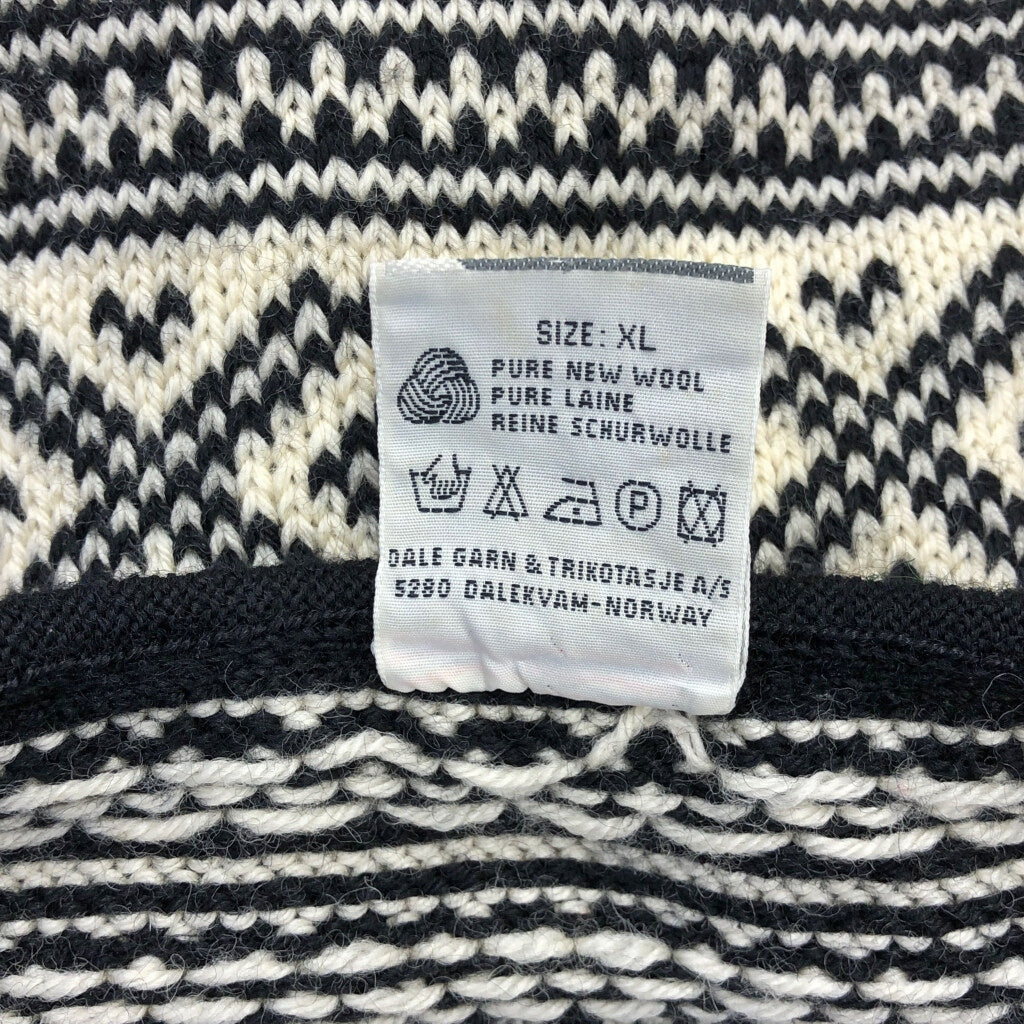 SIZE: XL
PURE NEW WOOL
PURE LAINE
REINE SCHURWOLLE
P
DALE GARN & TRIKOTASJE A/S
5280 DALEKVAM-NORWAY